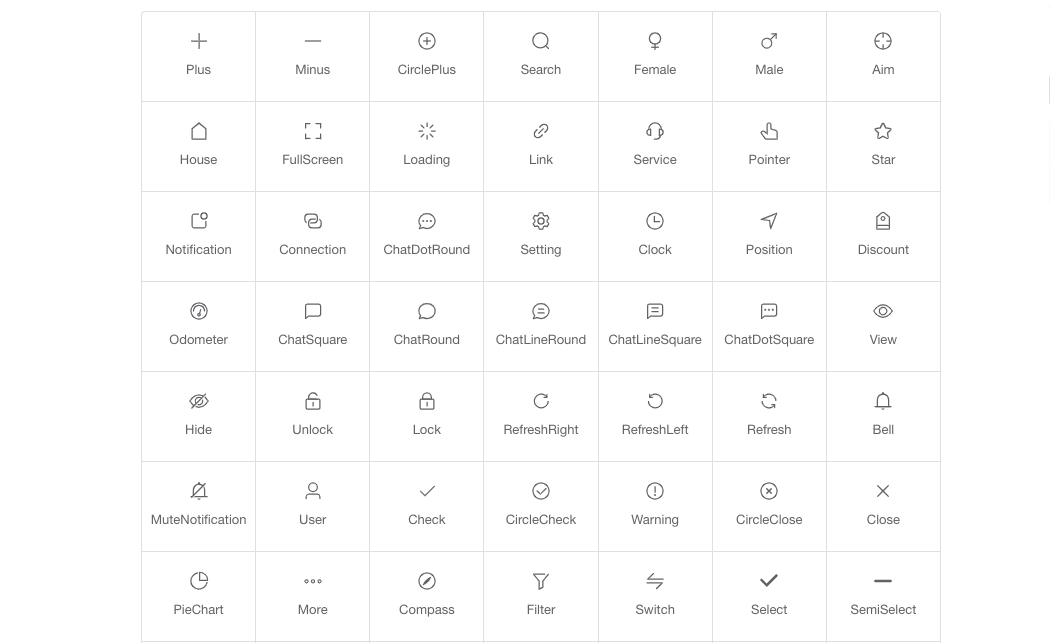 Plus Minus CirclePlus Search Female Male Aim
House FullScreen Loading Link Service Pointer Star
Notification Connection ChatDotRound Setting Clock Position Discount
Odometer ChatSquare ChatRound ChatLineRound ChatLineSquare ChatDotSquare View
Hide Unlock Lock RefreshRight RefreshLeft Refresh Bell
MuteNotification User Check CircleCheck Warning CircleClose Close
PieChart More Compass Filter Switch Select SemiSelect